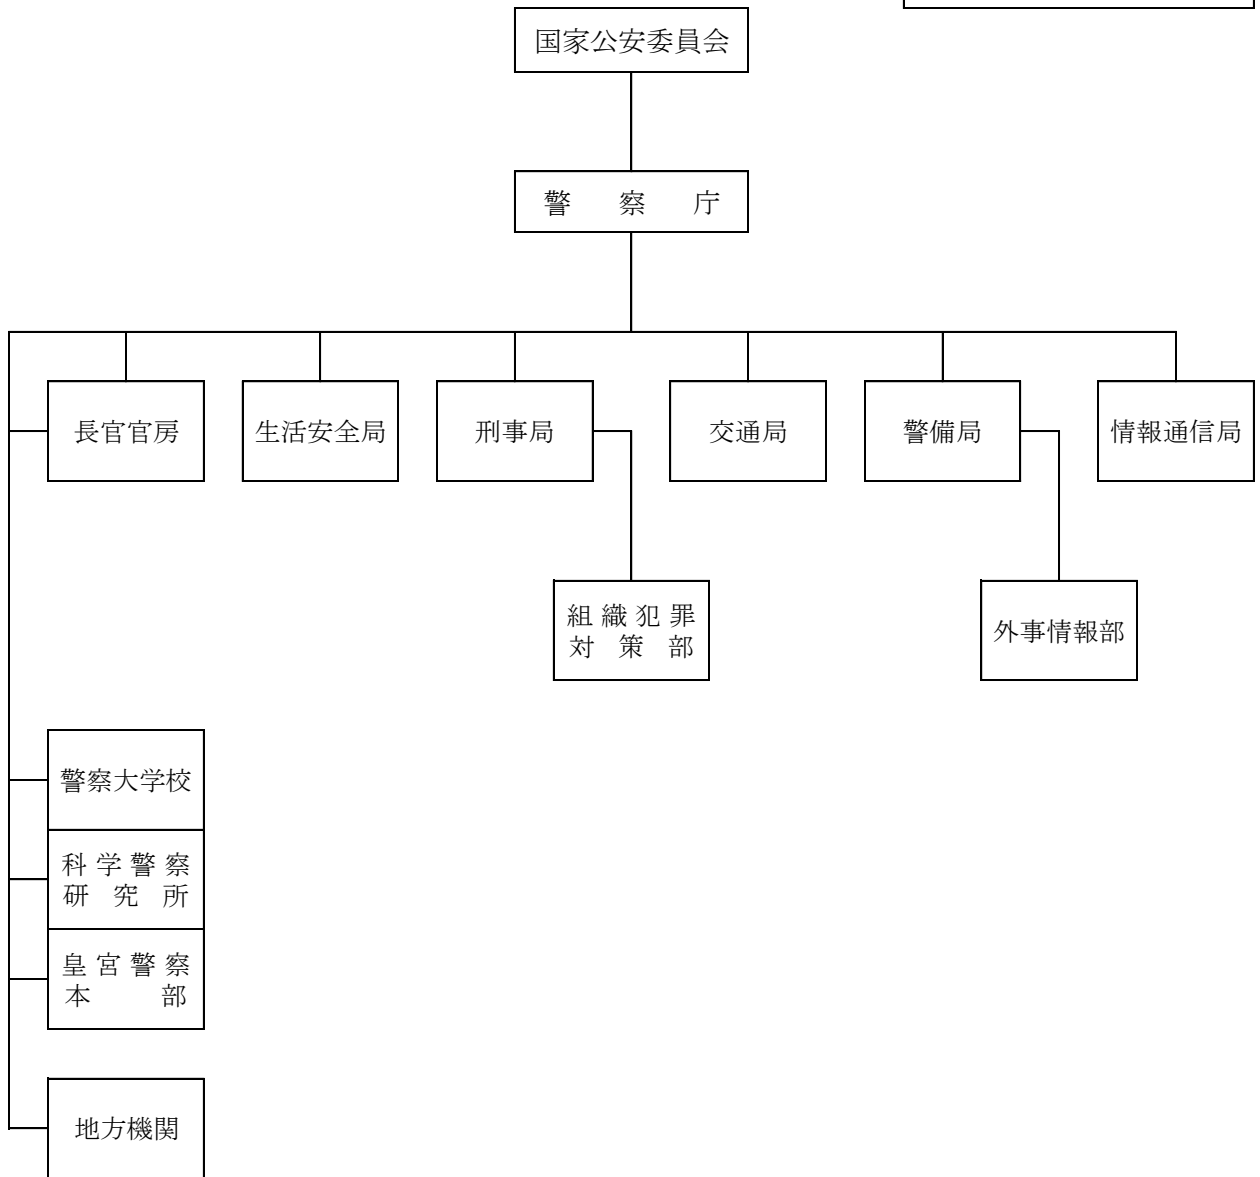 国家公安委員会
警察庁
長官官房
生活安全局
刑事局
交通局
警備局
情報通信局
組織犯罪
対策部
外事情報部
警察大学校
科学警察
研究所
皇宮警察
本部
地方機関